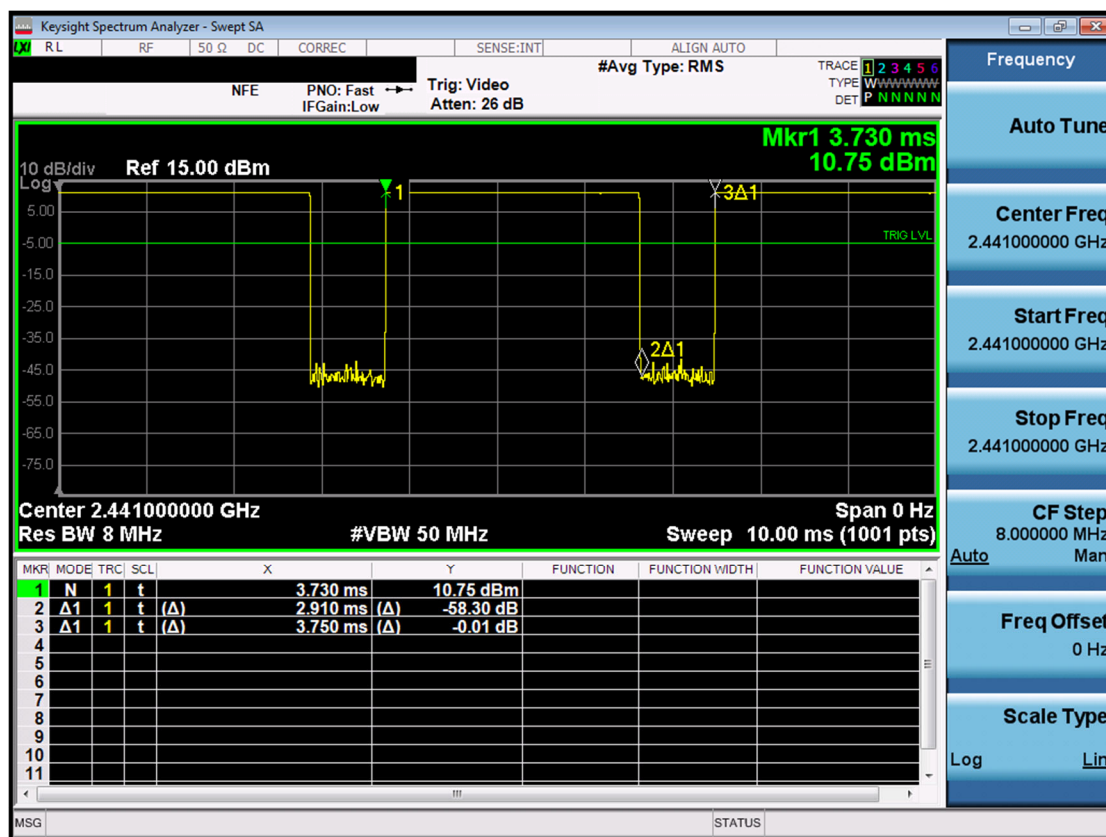 Keysight Spectrum Analyzer - Swept SA
LXI RL RF 50 Ω DC CORREC SENSE:INT ALIGN AUTO
NFE PNO: Fast Trig: Video #Avg Type: RMS
IFGain:Low Atten: 26 dB
TRACE 1 2 3 4 5 6
TYPE WWWWWW
DET P N N N N N
Mkr1 3.730 ms
10.75 dBm
10 dB/div Ref 15.00 dBm
Log
1
3Δ1
5.00
-5.00
TRIG LVL
-15.0
-25.0
-35.0
2Δ1
-45.0
-55.0
-65.0
-75.0
Center 2.441000000 GHz Span 0 Hz
Res BW 8 MHz #VBW 50 MHz Sweep 10.00 ms (1001 pts)
MKR MODE TRC SCL X Y FUNCTION FUNCTION WIDTH FUNCTION VALUE
1 N 1 t 3.730 ms 10.75 dBm
2 Δ1 1 t (Δ) 2.910 ms (Δ) -58.30 dB
3 Δ1 1 t (Δ) 3.750 ms (Δ) -0.01 dB
4
5
6
7
8
9
10
11
MSG STATUS
Frequency
Auto Tune
Center Freq
2.441000000 GHz
Start Freq
2.441000000 GHz
Stop Freq
2.441000000 GHz
CF Step
8.000000 MHz
Auto Man
Freq Offset
0 Hz
Scale Type
Log Lin